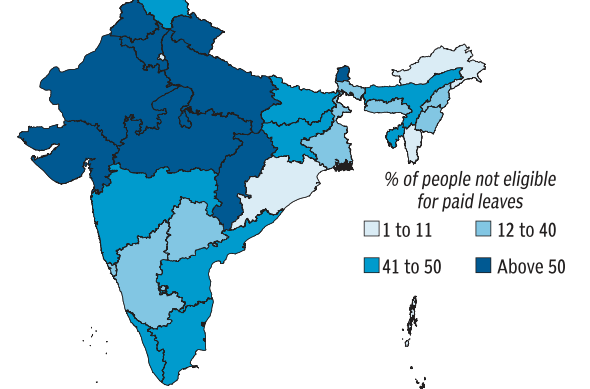 % of people not eligible
for paid leaves
1 to 11
12 to 40
41 to 50
Above 50